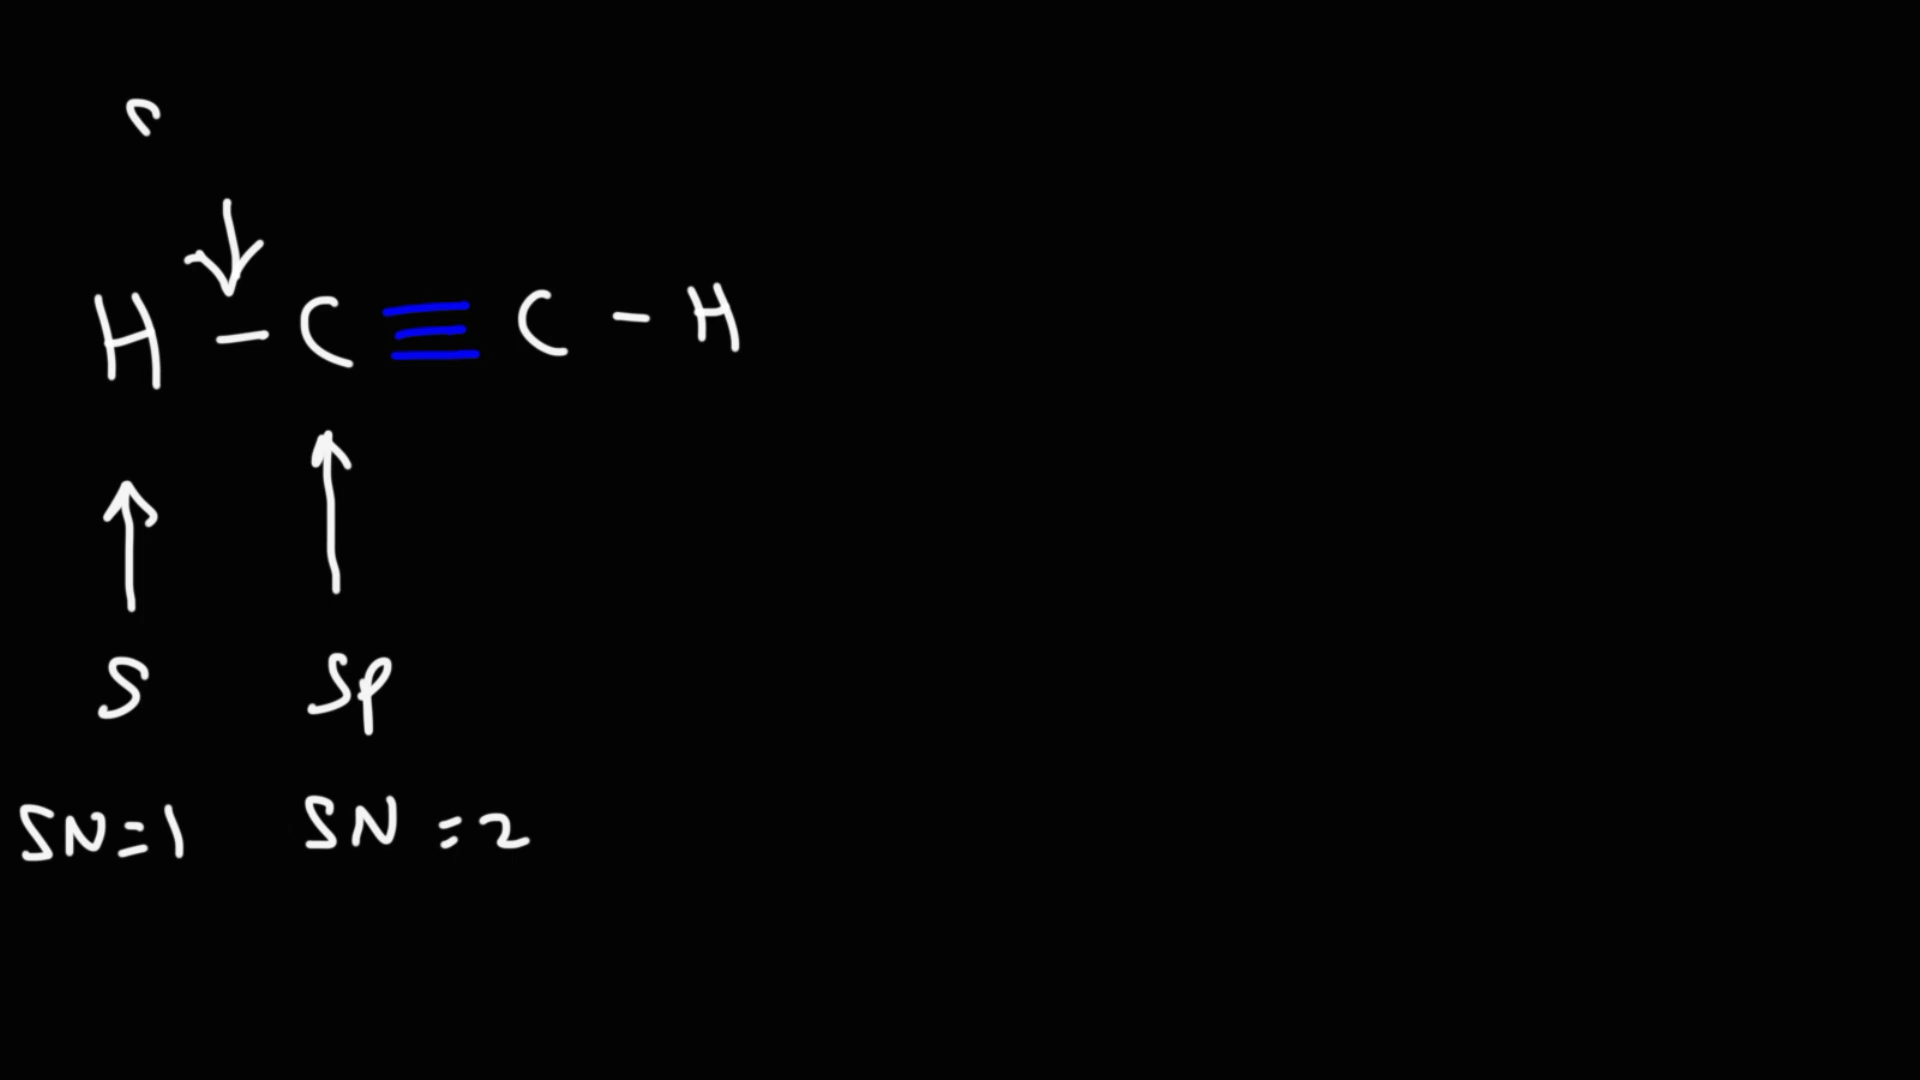 H - C ≡ C - H
S Sp
SN=1 SN=2